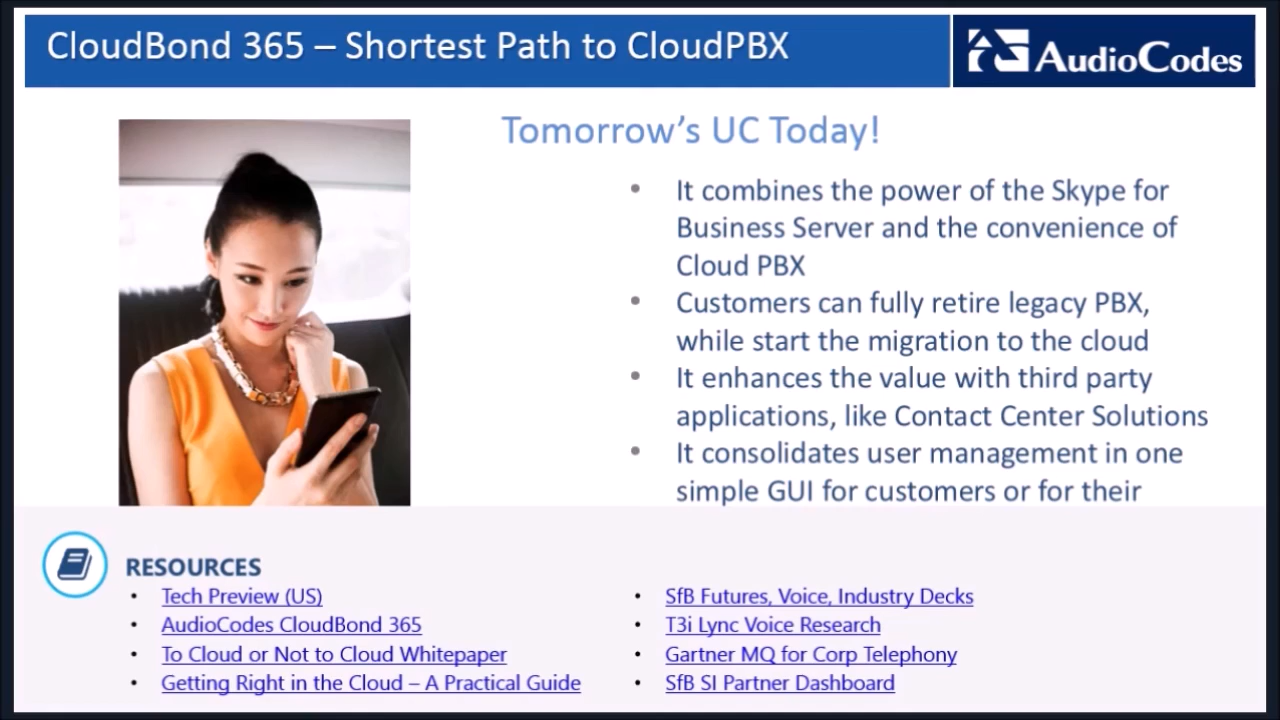 CloudBond 365 – Shortest Path to CloudPBX
AudioCodes
Tomorrow's UC Today!
• It combines the power of the Skype for
Business Server and the convenience of
Cloud PBX
• Customers can fully retire legacy PBX,
while start the migration to the cloud
• It enhances the value with third party
applications, like Contact Center Solutions
• It consolidates user management in one
simple GUI for customers or for their
RESOURCES
• Tech Preview (US)
• AudioCodes CloudBond 365
• To Cloud or Not to Cloud Whitepaper
• Getting Right in the Cloud – A Practical Guide
• SfB Futures, Voice, Industry Decks
• T3i Lync Voice Research
• Gartner MQ for Corp Telephony
• SfB SI Partner Dashboard